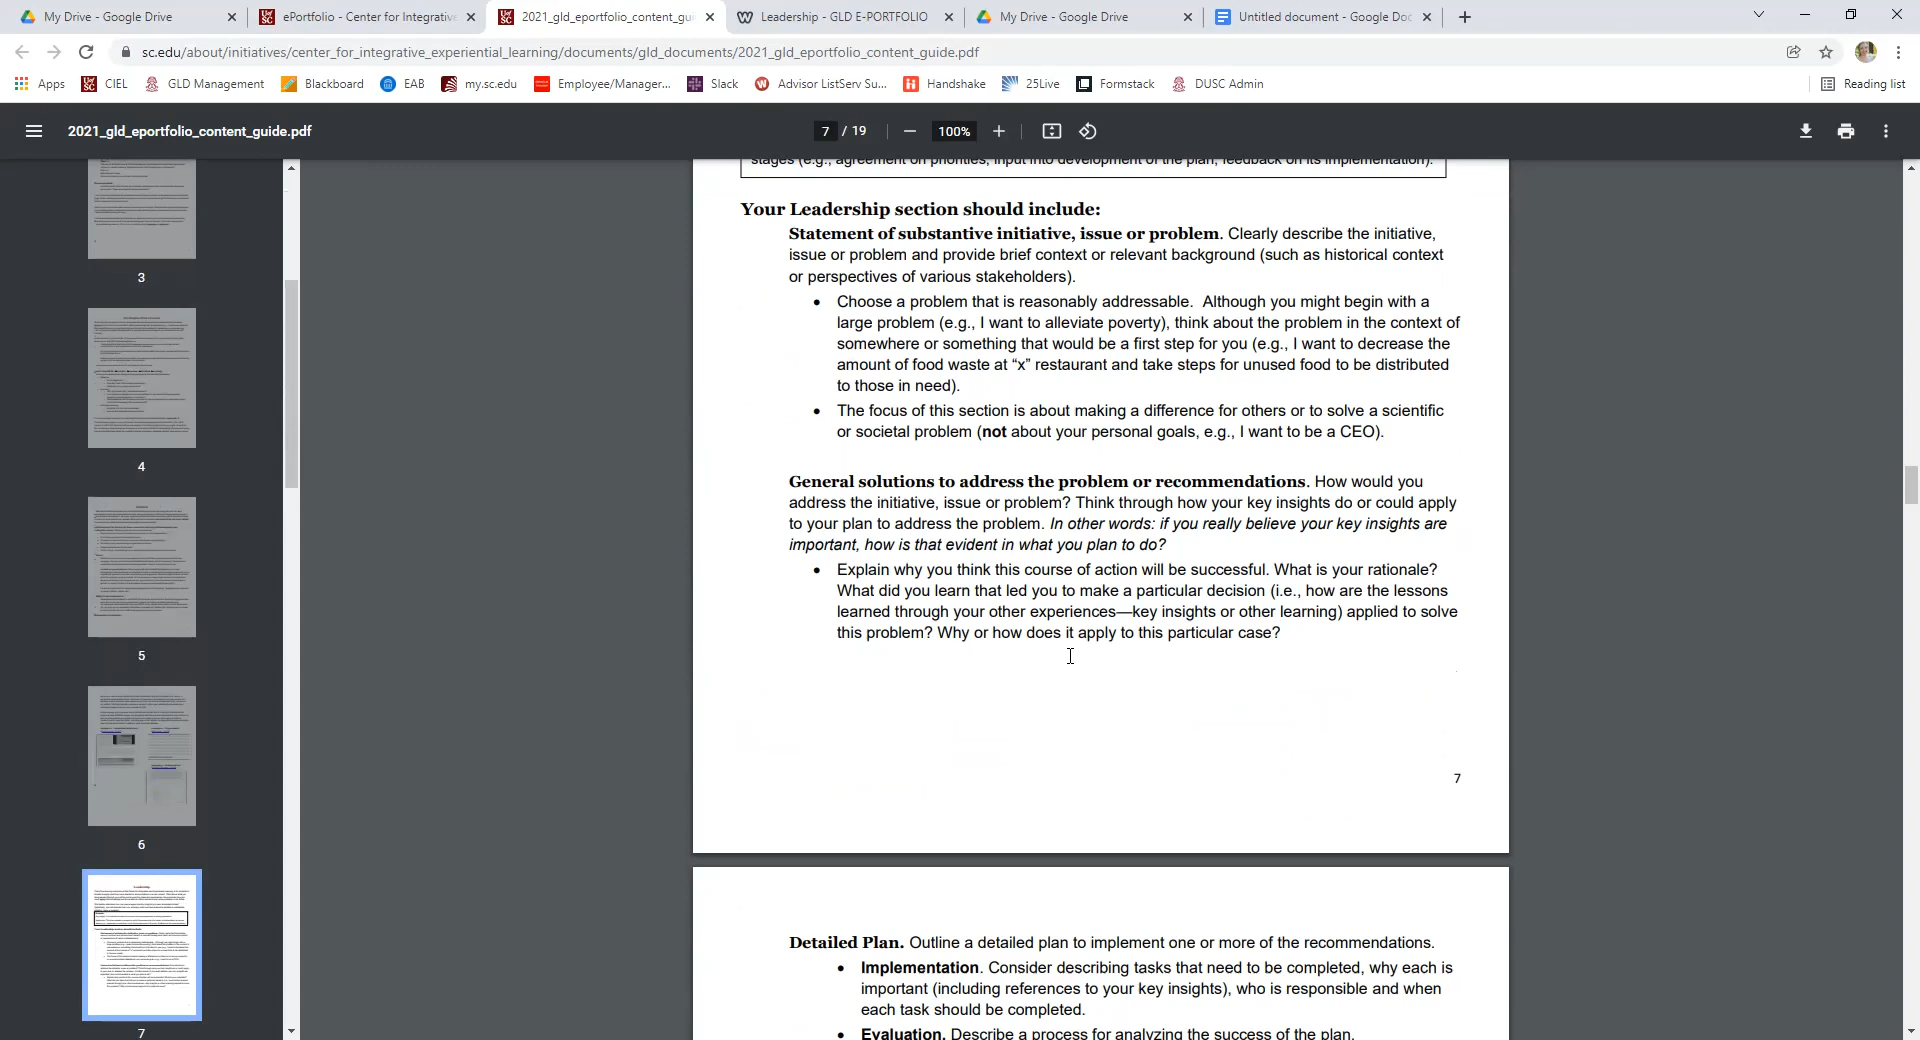 My Drive - Google Drive
ePortfolio - Center for Integrative
2021_gld_eportfolio_content_gu
Leadership - GLD E-PORTFOLIO
My Drive - Google Drive
Untitled document - Google Doc
sc.edu/about/initiatives/center_for_integrative_experiential_learning/documents/gld_documents/2021_gld_eportfolio_content_guide.pdf
Apps
CIEL
GLD Management
Blackboard
EAB
my.sc.edu
Employee/Manager...
Slack
Advisor ListServ Su...
Handshake
25Live
Formstack
DUSC Admin
Reading list
2021_gld_eportfolio_content_guide.pdf
7 / 19
100%
3
4
5
6
7
stages (e.g., agreement on priorities, input into development of the plan, feedback on its implementation).
Your Leadership section should include:
Statement of substantive initiative, issue or problem. Clearly describe the initiative,
issue or problem and provide brief context or relevant background (such as historical context
or perspectives of various stakeholders).
• Choose a problem that is reasonably addressable. Although you might begin with a
large problem (e.g., I want to alleviate poverty), think about the problem in the context of
somewhere or something that would be a first step for you (e.g., I want to decrease the
amount of food waste at “x” restaurant and take steps for unused food to be distributed
to those in need).
• The focus of this section is about making a difference for others or to solve a scientific
or societal problem (not about your personal goals, e.g., I want to be a CEO).
General solutions to address the problem or recommendations. How would you
address the initiative, issue or problem? Think through how your key insights do or could apply
to your plan to address the problem. In other words: if you really believe your key insights are
important, how is that evident in what you plan to do?
• Explain why you think this course of action will be successful. What is your rationale?
What did you learn that led you to make a particular decision (i.e., how are the lessons
learned through your other experiences—key insights or other learning) applied to solve
this problem? Why or how does it apply to this particular case?
7
Detailed Plan. Outline a detailed plan to implement one or more of the recommendations.
• Implementation. Consider describing tasks that need to be completed, why each is
important (including references to your key insights), who is responsible and when
each task should be completed.
• Evaluation. Describe a process for analyzing the success of the plan.